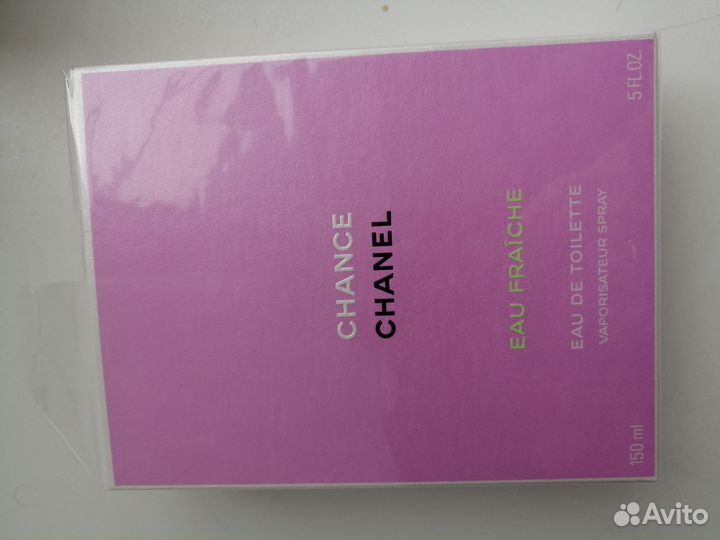 CHANCE
CHANEL
EAU FRAÎCHE
EAU DE TOILETTE
VAPORISATEUR SPRAY
150 ml
5 FL.OZ.
Avito